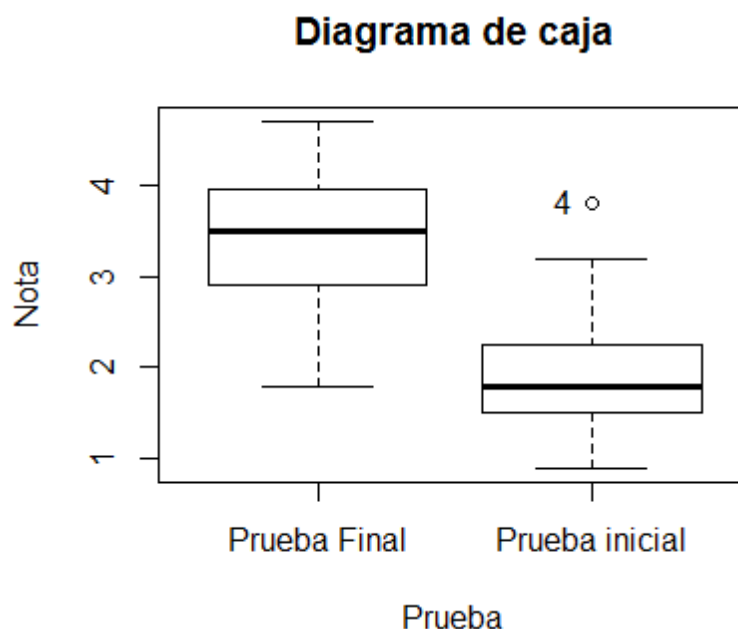 Diagrama de caja
Nota
4
3
2
1
4
Prueba Final
Prueba inicial
Prueba